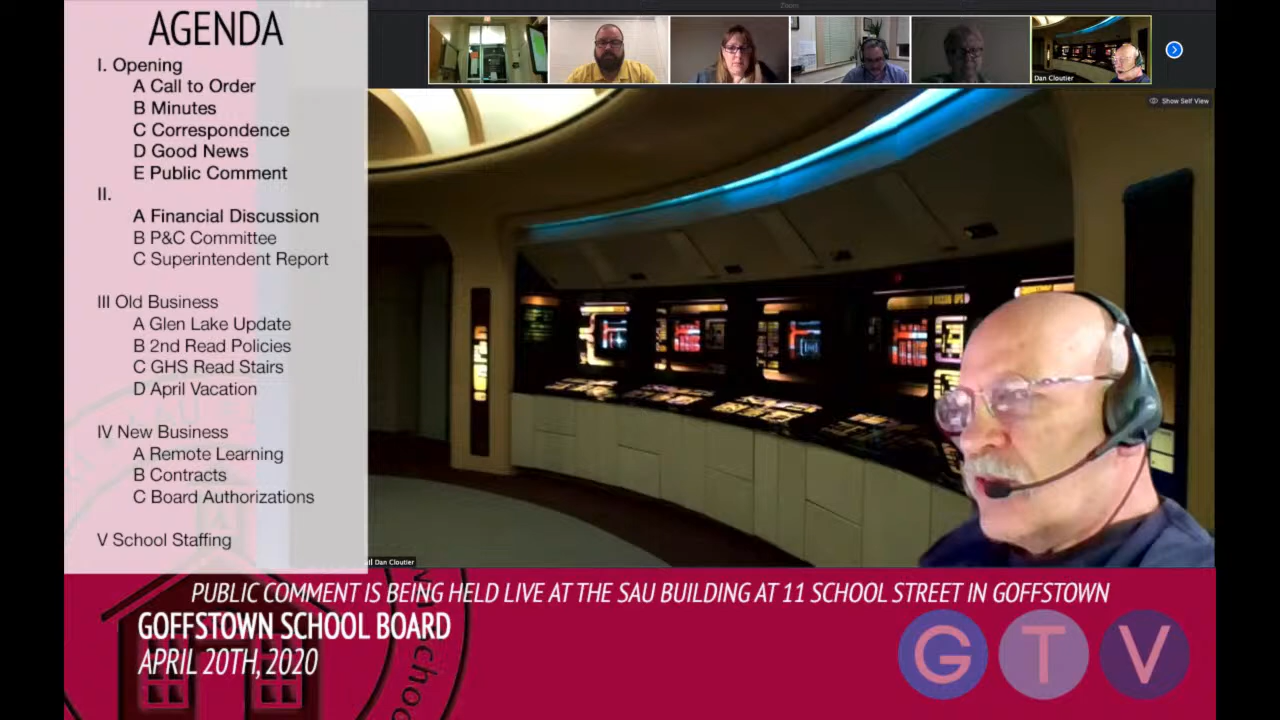 AGENDA
I. Opening
A Call to Order
B Minutes
C Correspondence
D Good News
E Public Comment
II.
A Financial Discussion
B P&C Committee
C Superintendent Report
III Old Business
A Glen Lake Update
B 2nd Read Policies
C GHS Read Stairs
D April Vacation
IV New Business
A Remote Learning
B Contracts
C Board Authorizations
V School Staffing
Zoom
Dan Cloutier
Show Self View
Dan Cloutier
PUBLIC COMMENT IS BEING HELD LIVE AT THE SAU BUILDING AT 11 SCHOOL STREET IN GOFFSTOWN
GOFFSTOWN SCHOOL BOARD
APRIL 20TH, 2020
G T V